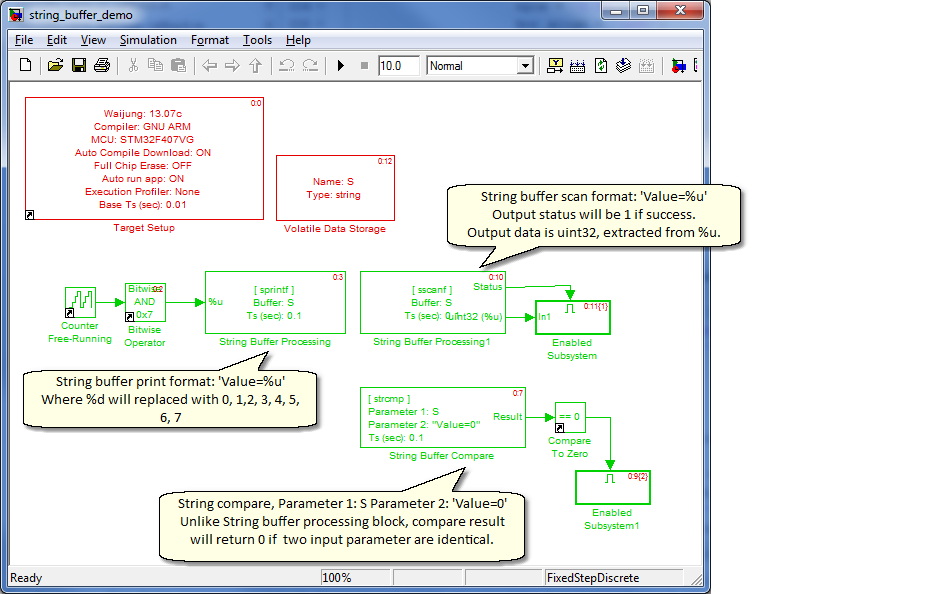 string_buffer_demo
File Edit View Simulation Format Tools Help
10.0 Normal
0:0
Waijung: 13.07c
Compiler: GNU ARM
MCU: STM32F407VG
Auto Compile Download: ON
Full Chip Erase: OFF
Auto run app: ON
Execution Profiler: None
Base Ts (sec): 0.01
Target Setup
0:12
Name: S
Type: string
Volatile Data Storage
String buffer scan format: 'Value=%u'
Output status will be 1 if success.
Output data is uint32, extracted from %u.
Counter
Free-Running
0:2
Bitwise
AND
0x7
Bitwise
Operator
0:3
%u
[ sprintf ]
Buffer: S
Ts (sec): 0.1
String Buffer Processing
0:10
Status
[ sscanf ]
Buffer: S
Ts (sec): 0.1
uint32 (%u)
String Buffer Processing1
0:11{1}
In1
Enabled
Subsystem
String buffer print format: 'Value=%u'
Where %d will replaced with 0, 1,2, 3, 4, 5,
6, 7
0:7
[ strcmp ]
Parameter 1: S
Parameter 2: "Value=0"
Ts (sec): 0.1
Result
String Buffer Compare
== 0
Compare
To Zero
0:9{2}
Enabled
Subsystem1
String compare, Parameter 1: S Parameter 2: 'Value=0'
Unlike String buffer processing block, compare result
will return 0 if two input parameter are identical.
Ready 100% FixedStepDiscrete